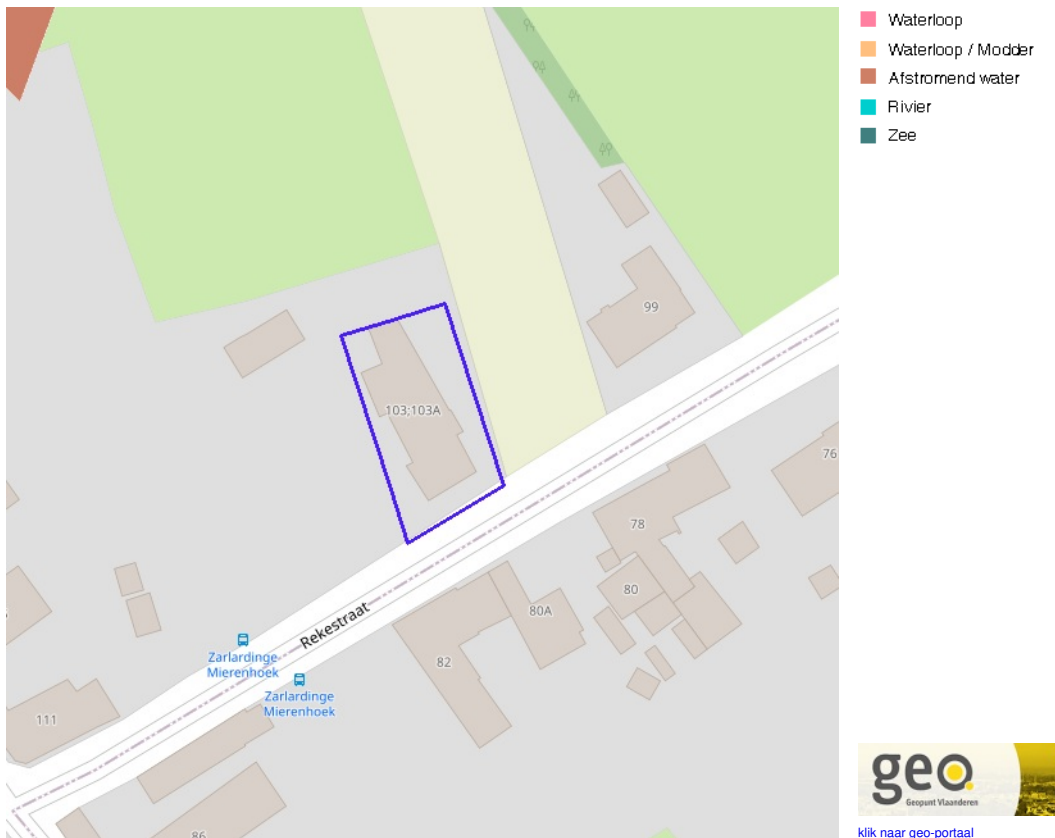 Waterloop
Waterloop / Modder
Afstromend water
Rivier
Zee
99
103;103A
76
78
80
80A
Rekestraat
82
Zarlardinge
Mierenhoek
Zarlardinge
Mierenhoek
111
86
geo
Geopunt Vlaanderen
klik naar geo-portaal